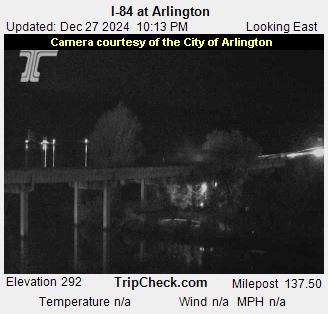 I-84 at Arlington
Updated: Dec 27 2024 10:13 PM Looking East
Camera courtesy of the City of Arlington
Elevation 292 TripCheck.com Milepost 137.50
Temperature n/a Wind n/a MPH n/a